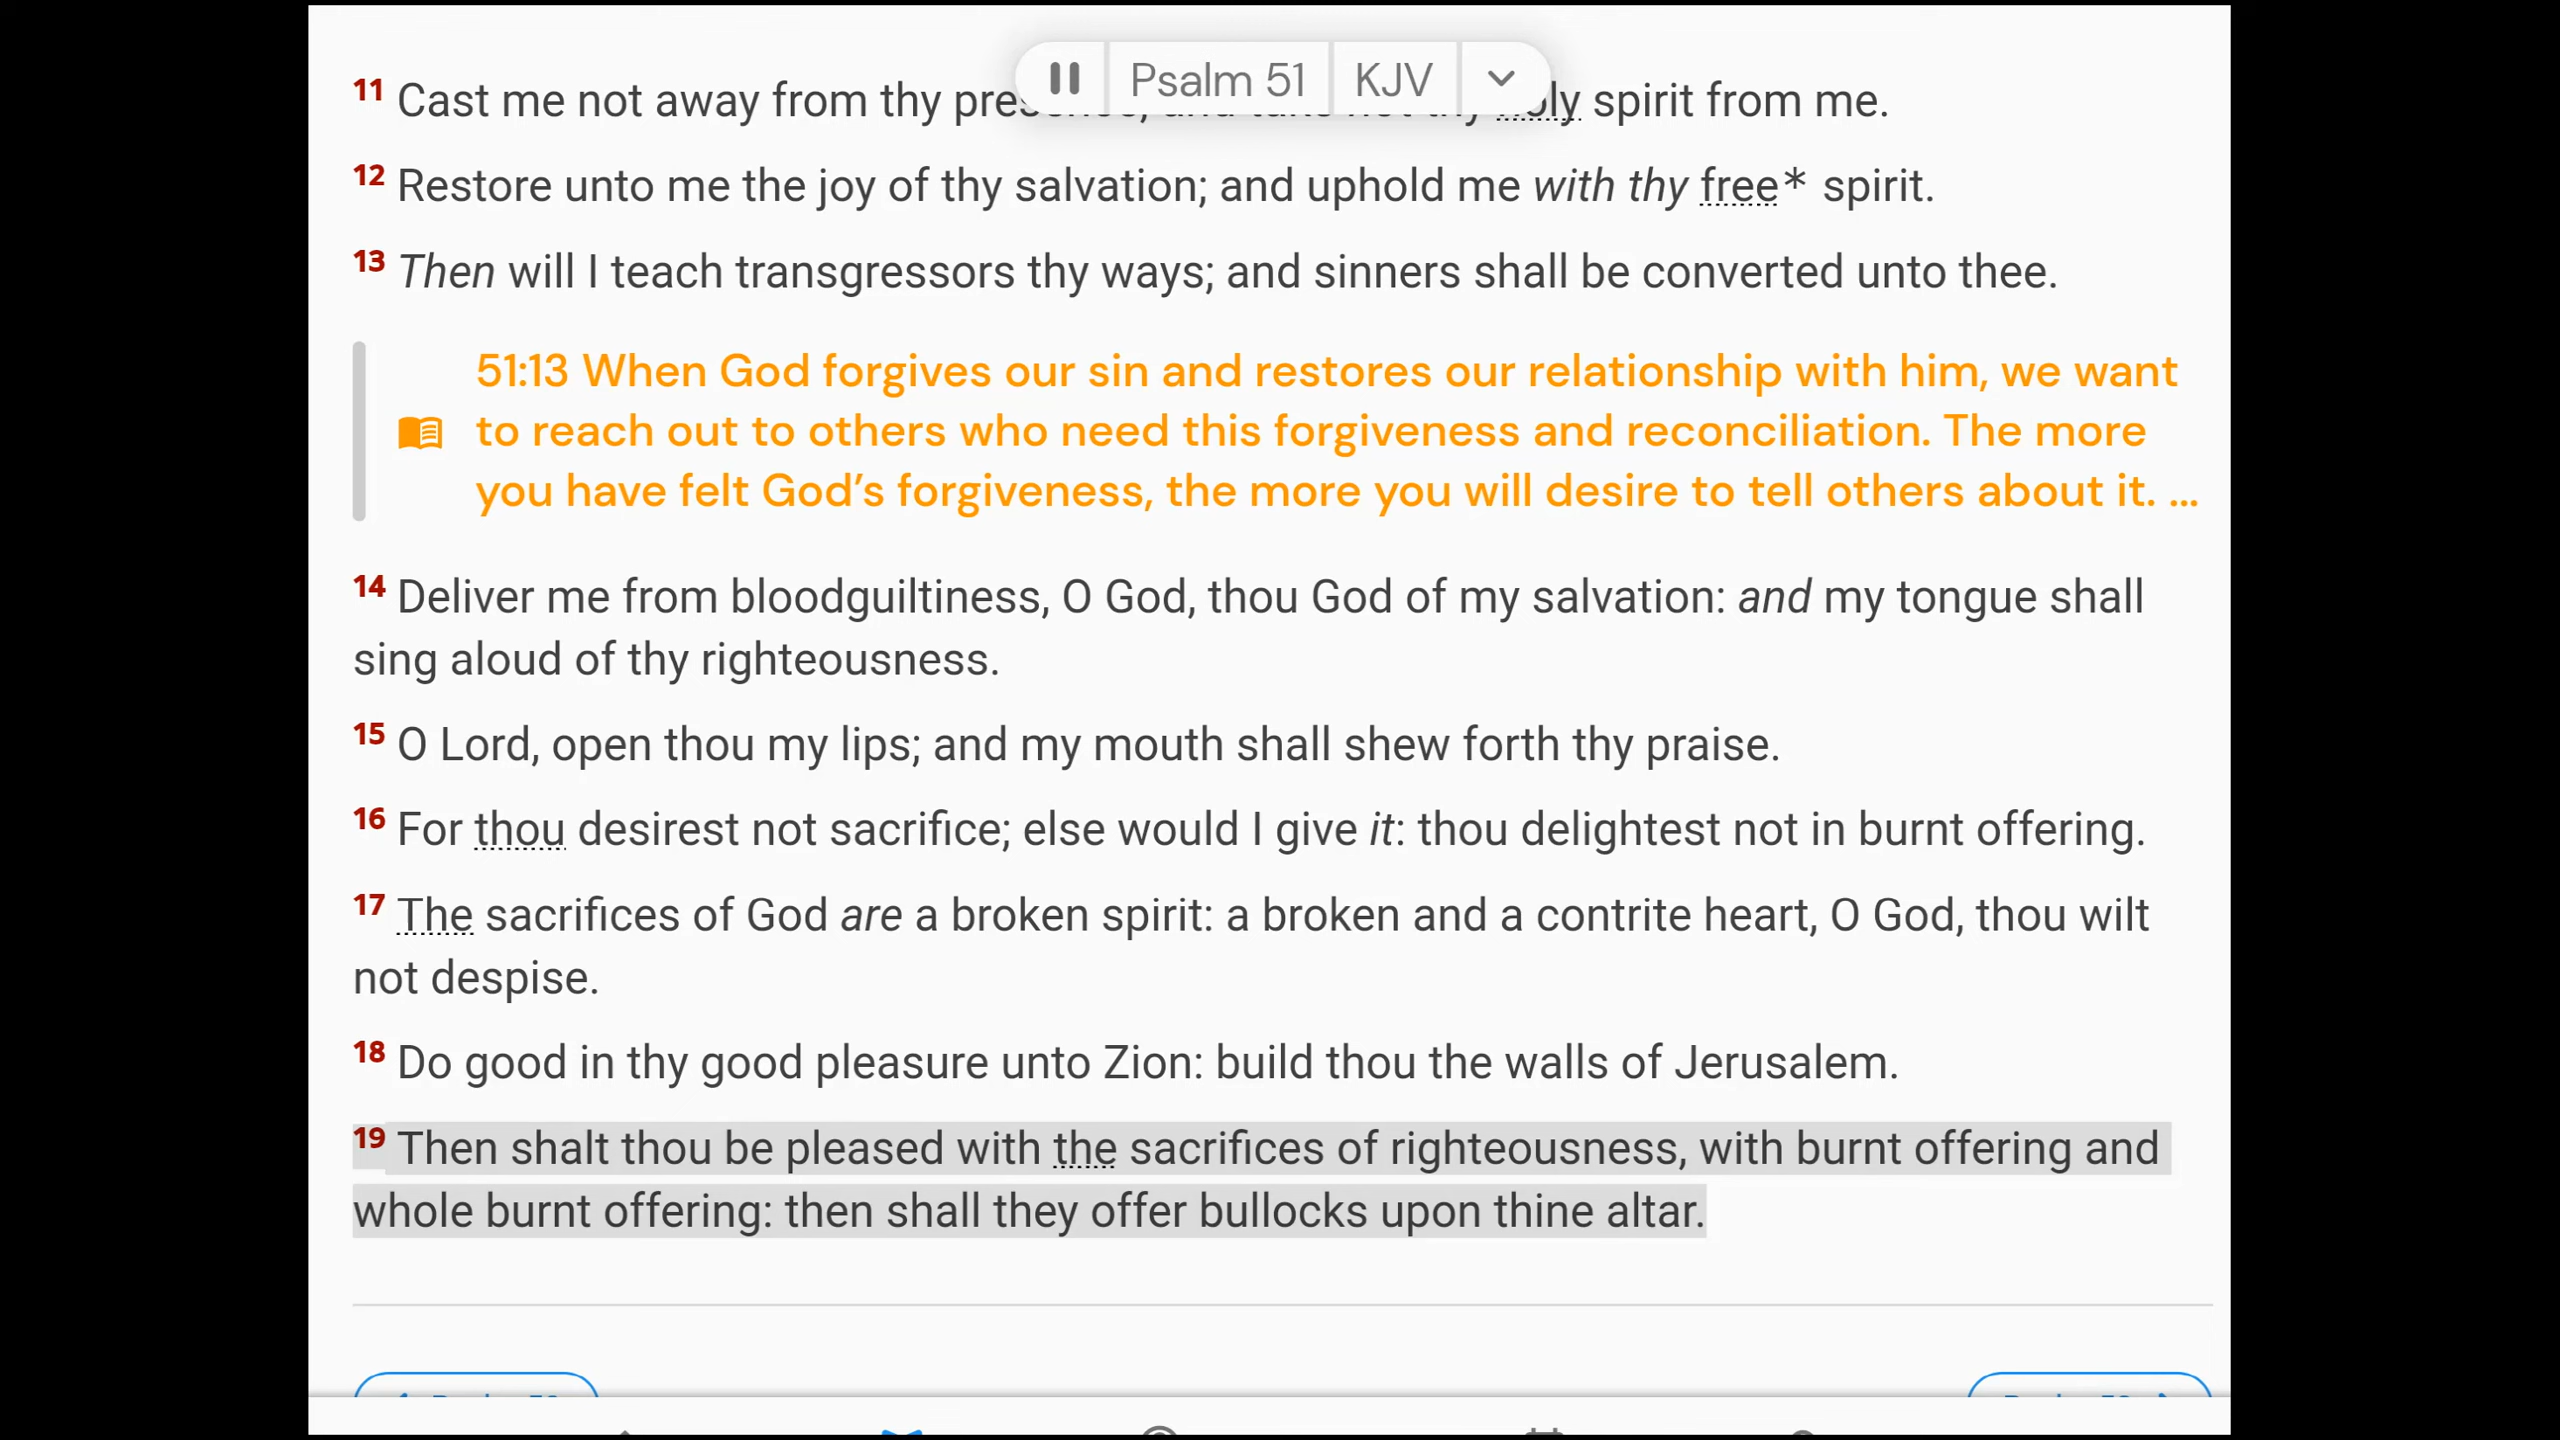 Psalm 51 KJV
11 Cast me not away from thy holy spirit from me.
12 Restore unto me the joy of thy salvation; and uphold me with thy free* spirit.
13 Then will I teach transgressors thy ways; and sinners shall be converted unto thee.
51:13 When God forgives our sin and restores our relationship with him, we want
to reach out to others who need this forgiveness and reconciliation. The more
you have felt God’s forgiveness, the more you will desire to tell others about it. ...
14 Deliver me from bloodguiltiness, O God, thou God of my salvation: and my tongue shall
sing aloud of thy righteousness.
15 O Lord, open thou my lips; and my mouth shall shew forth thy praise.
16 For thou desirest not sacrifice; else would I give it: thou delightest not in burnt offering.
17 The sacrifices of God are a broken spirit: a broken and a contrite heart, O God, thou wilt
not despise.
18 Do good in thy good pleasure unto Zion: build thou the walls of Jerusalem.
19 Then shalt thou be pleased with the sacrifices of righteousness, with burnt offering and
whole burnt offering: then shall they offer bullocks upon thine altar.